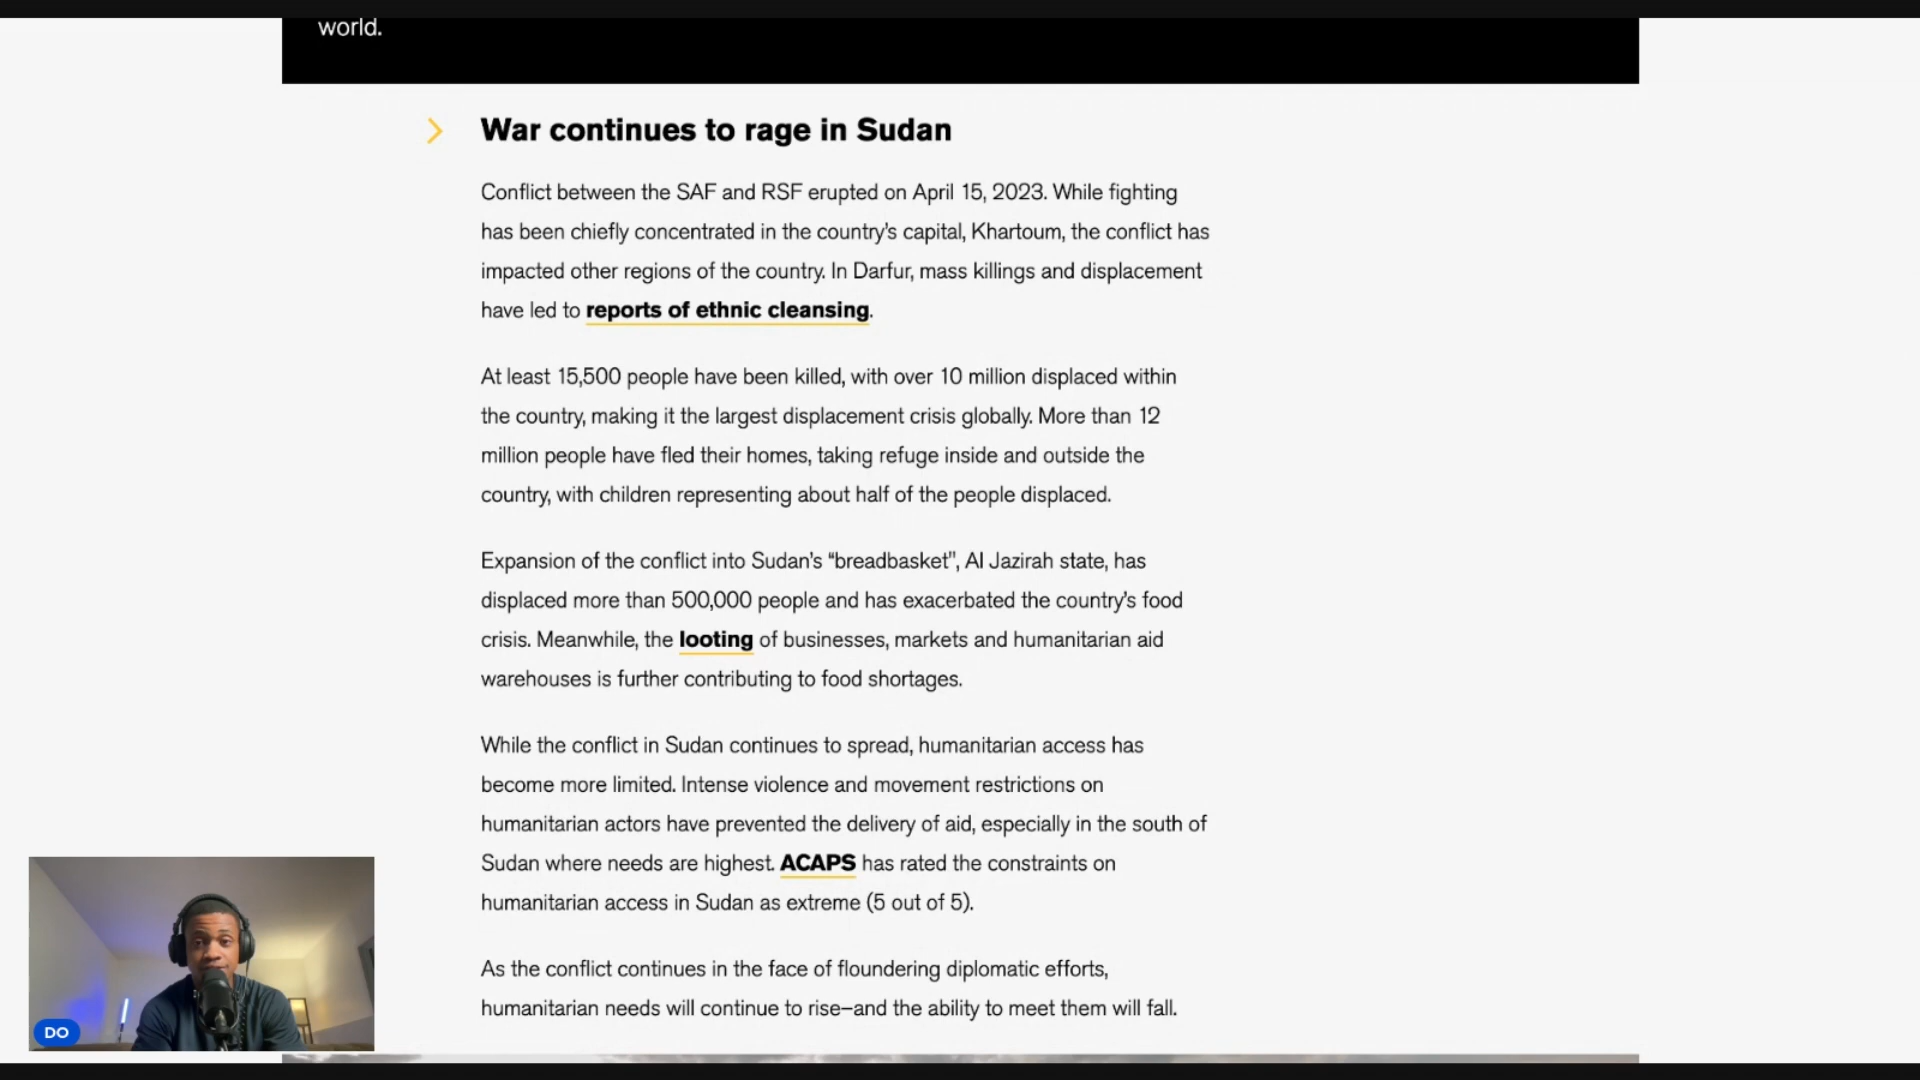 world.
War continues to rage in Sudan
Conflict between the SAF and RSF erupted on April 15, 2023. While fighting
has been chiefly concentrated in the country’s capital, Khartoum, the conflict has
impacted other regions of the country. In Darfur, mass killings and displacement
have led to reports of ethnic cleansing.
At least 15,500 people have been killed, with over 10 million displaced within
the country, making it the largest displacement crisis globally. More than 12
million people have fled their homes, taking refuge inside and outside the
country, with children representing about half of the people displaced.
Expansion of the conflict into Sudan’s “breadbasket”, Al Jazirah state, has
displaced more than 500,000 people and has exacerbated the country’s food
crisis. Meanwhile, the looting of businesses, markets and humanitarian aid
warehouses is further contributing to food shortages.
While the conflict in Sudan continues to spread, humanitarian access has
become more limited. Intense violence and movement restrictions on
humanitarian actors have prevented the delivery of aid, especially in the south of
Sudan where needs are highest. ACAPS has rated the constraints on
humanitarian access in Sudan as extreme (5 out of 5).
As the conflict continues in the face of floundering diplomatic efforts,
humanitarian needs will continue to rise–and the ability to meet them will fall.
DO